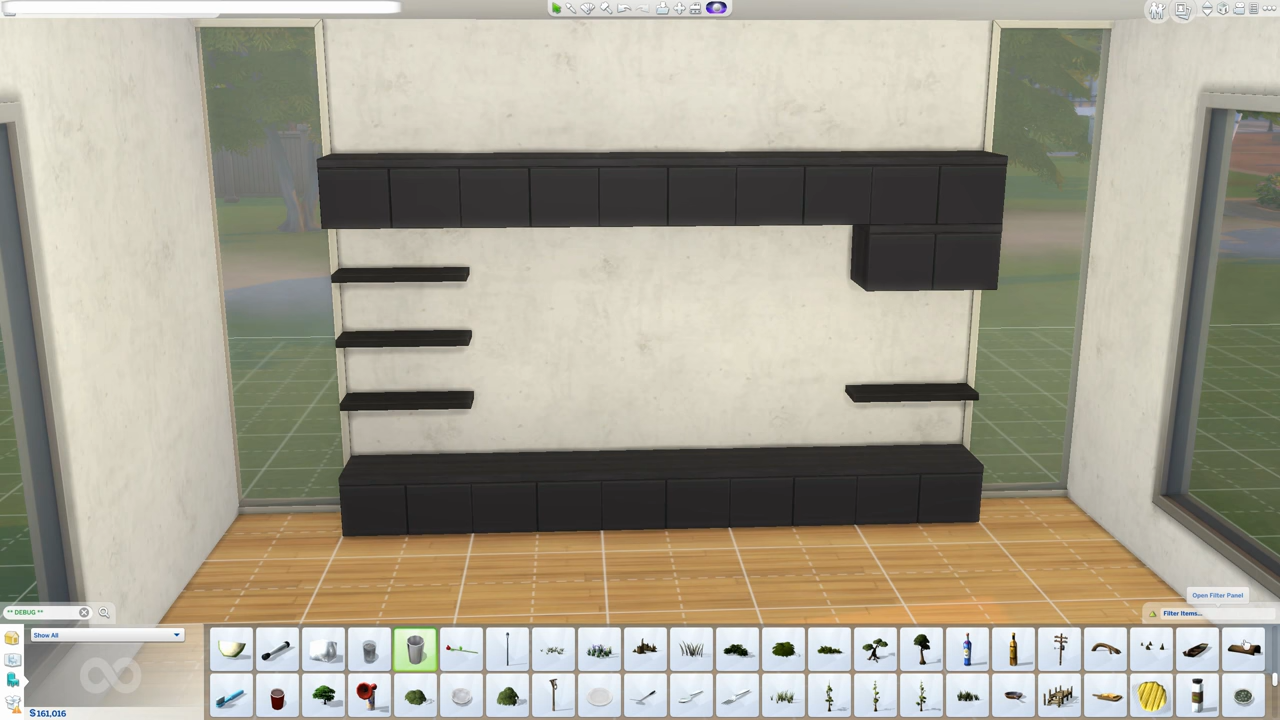 Open Filter Panel
** DEBUG **
Filter Items...
Show All
§161,016